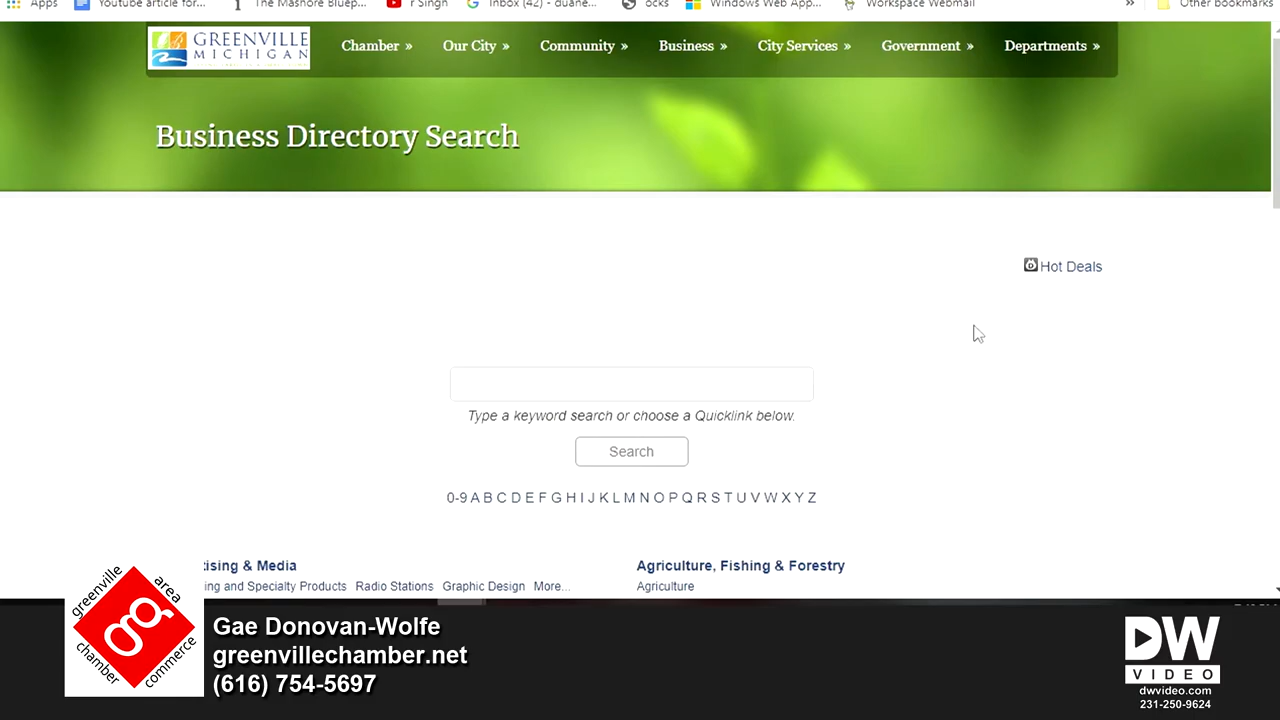 Apps Youtube article for... The Mashore Bluep... r Singh Inbox (42) - duane... ocks Windows Web App... Workspace Webmail » Other bookmarks
GREENVILLE
MICHIGAN
Chamber » Our City » Community » Business » City Services » Government » Departments »
Business Directory Search
Hot Deals
Type a keyword search or choose a Quicklink below.
Search
0-9 A B C D E F G H I J K L M N O P Q R S T U V W X Y Z
tising & Media
Agriculture, Fishing & Forestry
ing and Specialty Products Radio Stations Graphic Design More...
Agriculture
greenville area
gg
chamber commerce
Gae Donovan-Wolfe
greenvillechamber.net
(616) 754-5697
DW
VIDEO
dwvideo.com
231-250-9624